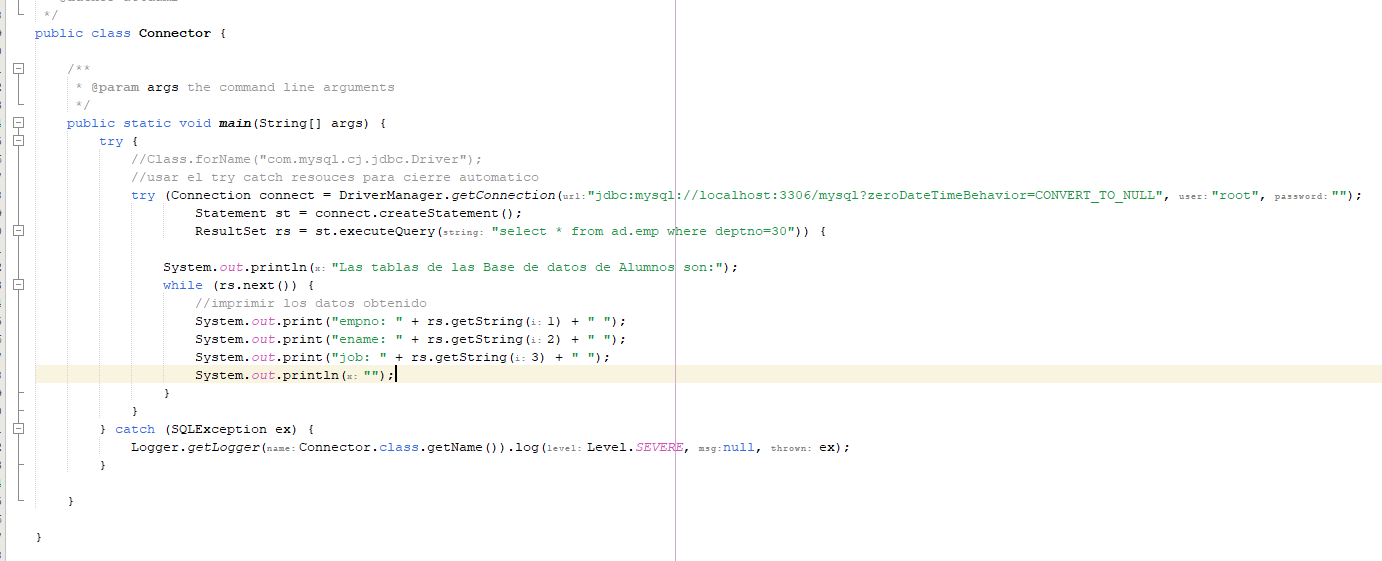 */
public class Connector {
/**
* @param args the command line arguments
*/
public static void main(String[] args) {
try {
//Class.forName("com.mysql.cj.jdbc.Driver");
//usar el try catch resouces para cierre automatico
try (Connection connect = DriverManager.getConnection(url: "jdbc:mysql://localhost:3306/mysql?zeroDateTimeBehavior=CONVERT_TO_NULL", user: "root", password: "");
Statement st = connect.createStatement();
ResultSet rs = st.executeQuery(string: "select * from ad.emp where deptno=30")) {
System.out.println(x: "Las tablas de las Base de datos de Alumnos son:");
while (rs.next()) {
//imprimir los datos obtenido
System.out.print("empno: " + rs.getString(i: 1) + " ");
System.out.print("ename: " + rs.getString(i: 2) + " ");
System.out.print("job: " + rs.getString(i: 3) + " ");
System.out.println(x: "");
}
}
} catch (SQLException ex) {
Logger.getLogger(name: Connector.class.getName()).log(level: Level.SEVERE, msg: null, thrown: ex);
}
}
}